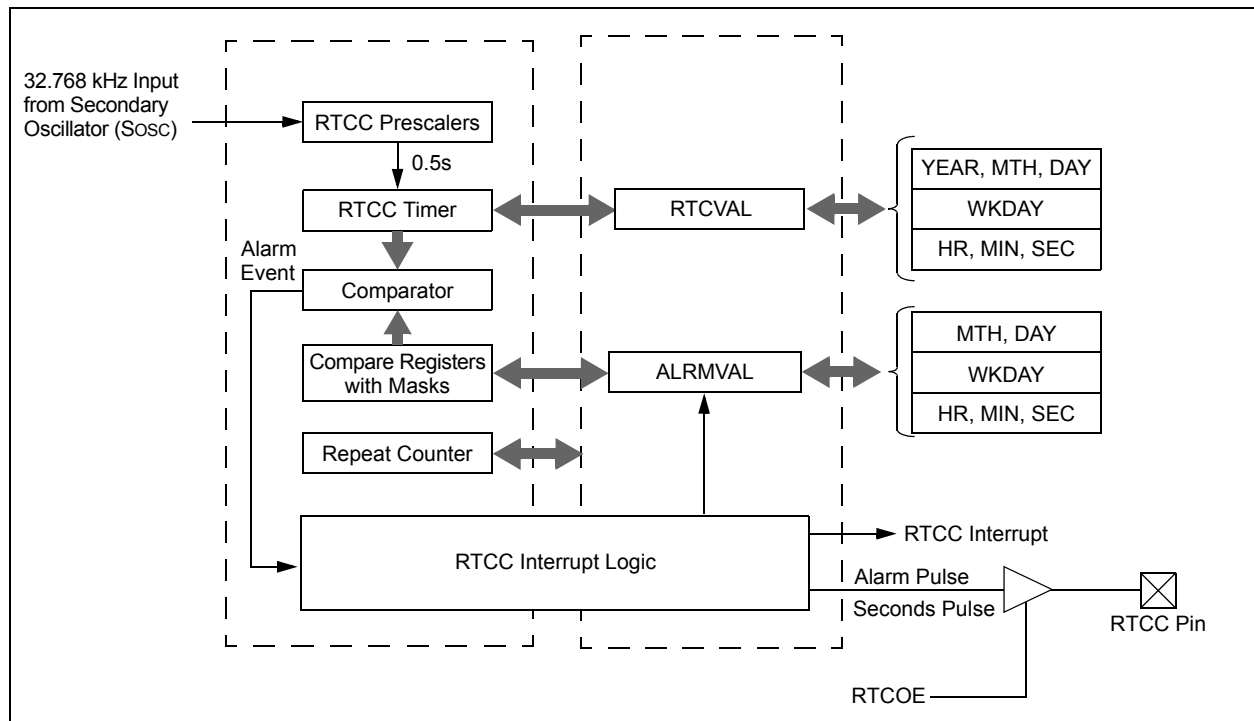 32.768 kHz Input
from Secondary
Oscillator (SOSC)
RTCC Prescalers
0.5s
RTCC Timer
RTCVAL
YEAR, MTH, DAY
WKDAY
HR, MIN, SEC
Alarm
Event
Comparator
Compare Registers
with Masks
ALRMVAL
MTH, DAY
WKDAY
HR, MIN, SEC
Repeat Counter
RTCC Interrupt Logic
RTCC Interrupt
Alarm Pulse
Seconds Pulse
RTCC Pin
RTCOE